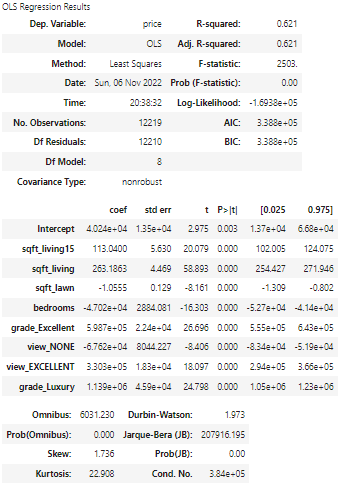 OLS Regression Results
Dep. Variable: price R-squared: 0.621
Model: OLS Adj. R-squared: 0.621
Method: Least Squares F-statistic: 2503.
Date: Sun, 06 Nov 2022 Prob (F-statistic): 0.00
Time: 20:38:32 Log-Likelihood: -1.6938e+05
No. Observations: 12219 AIC: 3.388e+05
Df Residuals: 12210 BIC: 3.388e+05
Df Model: 8
Covariance Type: nonrobust
coef std err t P>|t| [0.025 0.975]
Intercept 4.024e+04 1.35e+04 2.975 0.003 1.37e+04 6.68e+04
sqft_living15 113.0400 5.630 20.079 0.000 102.005 124.075
sqft_living 263.1863 4.469 58.893 0.000 254.427 271.946
sqft_lawn -1.0555 0.129 -8.161 0.000 -1.309 -0.802
bedrooms -4.702e+04 2884.081 -16.303 0.000 -5.27e+04 -4.14e+04
grade_Excellent 5.987e+05 2.24e+04 26.696 0.000 5.55e+05 6.43e+05
view_NONE -6.762e+04 8044.227 -8.406 0.000 -8.34e+04 -5.19e+04
view_EXCELLENT 3.303e+05 1.83e+04 18.097 0.000 2.94e+05 3.66e+05
grade_Luxury 1.139e+06 4.59e+04 24.798 0.000 1.05e+06 1.23e+06
Omnibus: 6031.230 Durbin-Watson: 1.973
Prob(Omnibus): 0.000 Jarque-Bera (JB): 207916.195
Skew: 1.736 Prob(JB): 0.00
Kurtosis: 22.908 Cond. No. 3.84e+05